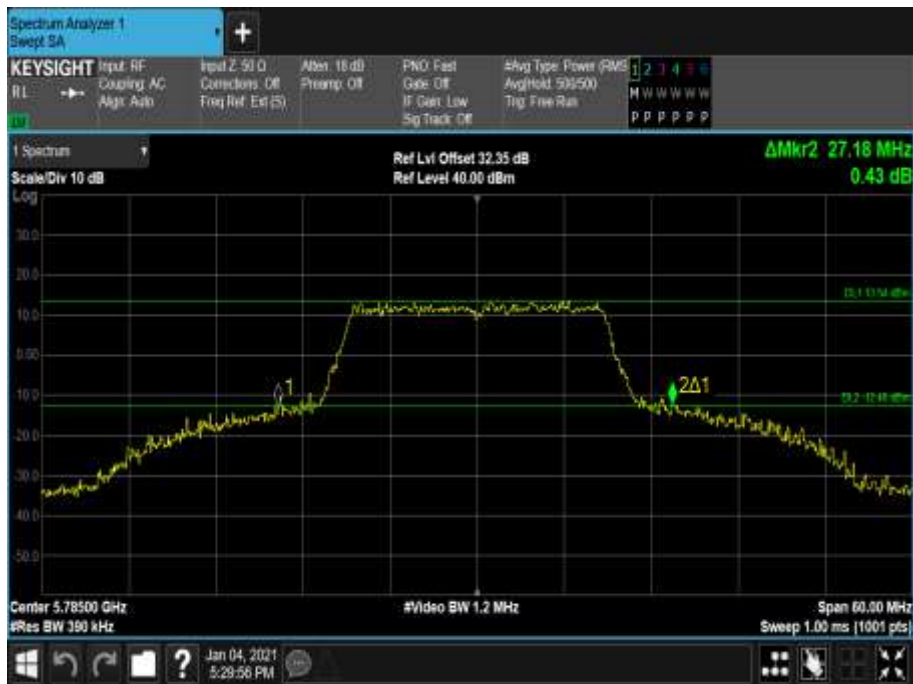 Spectrum Analyzer 1
Swept SA
+
KEYSIGHT Input: RF Input Z: 50 Ω Atten: 18 dB PNO: Fast #Avg Type: Power (RMS 1 2 3 4 5 6
RL Coupling: AC Corrections: Off Preamp: Off Gate: Off Avg|Hold: 500/500 M W W W W W
Align: Auto Freq Ref: Ext (S) IF Gain: Low Trig: Free Run
Sig Track: Off P P P P P P
1 Spectrum
Ref Lvl Offset 32.35 dB ΔMkr2 27.18 MHz
Scale/Div 10 dB Ref Level 40.00 dBm 0.43 dB
Log
30.0
20.0
DL1 13.54 dBm
10.0
0.00
1 2Δ1
-10.0
-20.0
-30.0
-40.0
-50.0
Center 5.78500 GHz #Video BW 1.2 MHz Span 60.00 MHz
#Res BW 390 kHz Sweep 1.00 ms (1001 pts)
? Jan 04, 2021
5:29:56 PM